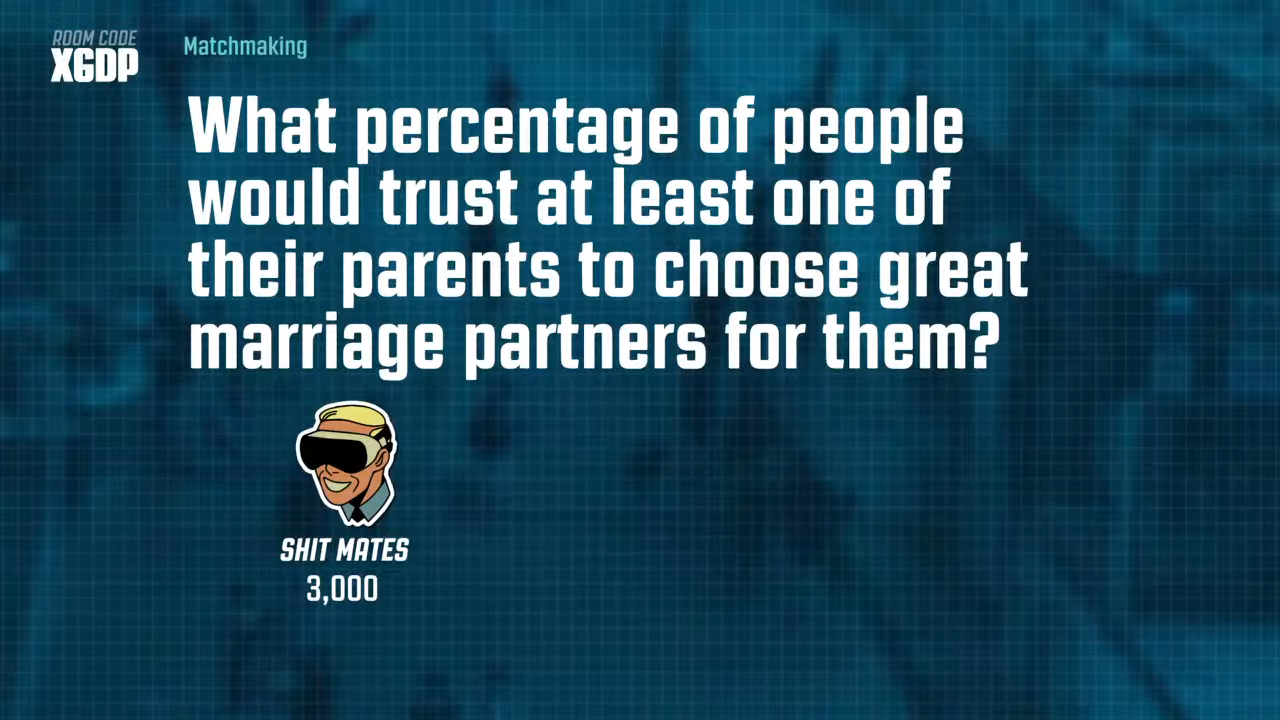 ROOM CODE
X6DP
Matchmaking
What percentage of people
would trust at least one of
their parents to choose great
marriage partners for them?
SHIT MATES
3,000